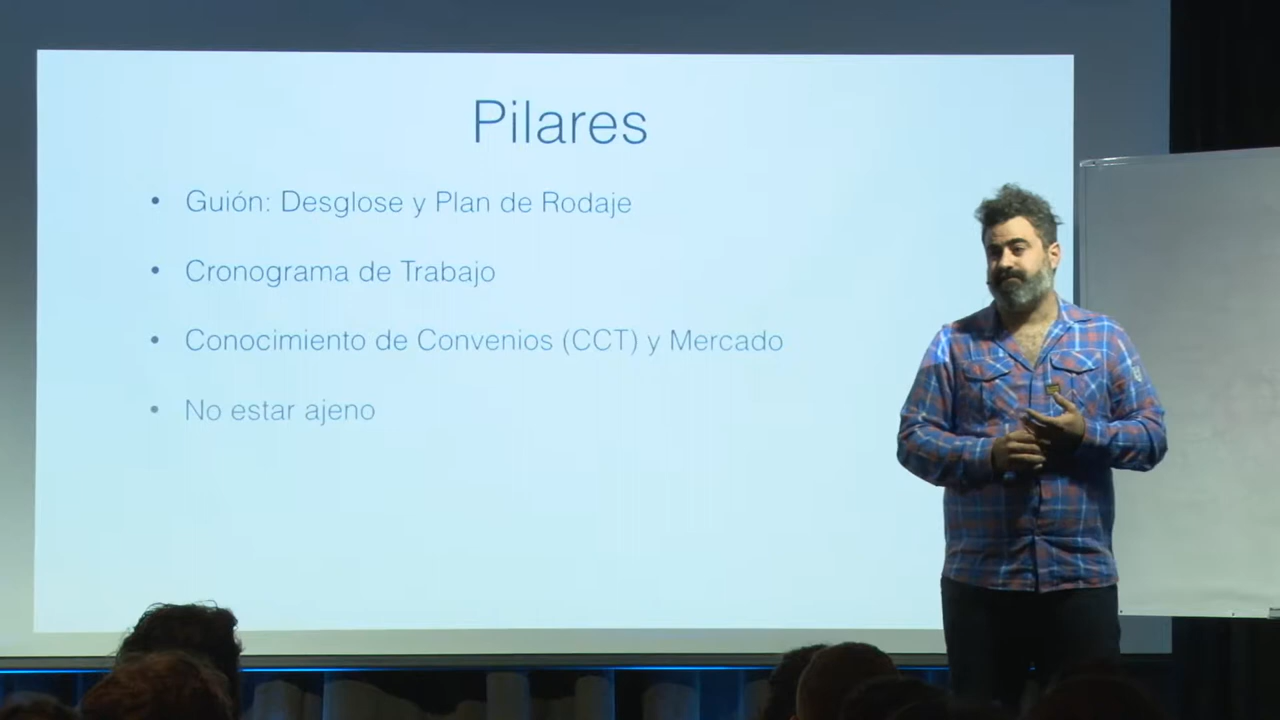 Pilares
• Guión: Desglose y Plan de Rodaje
• Cronograma de Trabajo
• Conocimiento de Convenios (CCT) y Mercado
• No estar ajeno